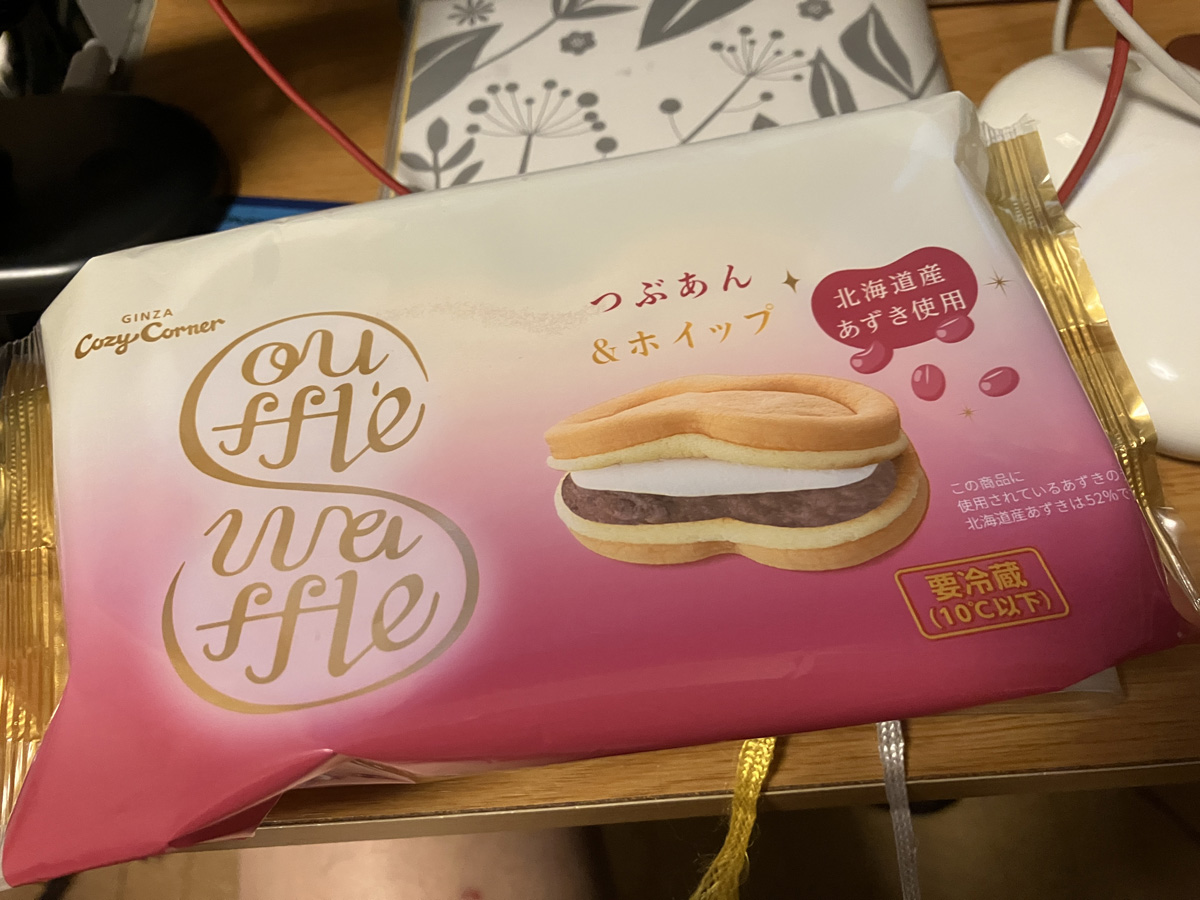 GINZA
Cozy Corner
Soufflé
Waffle
つぶあん
&ホイップ
北海道産
あずき使用
この商品に
使用されているあずきの
北海道産あずきは52%で
要冷蔵
(10℃以下)